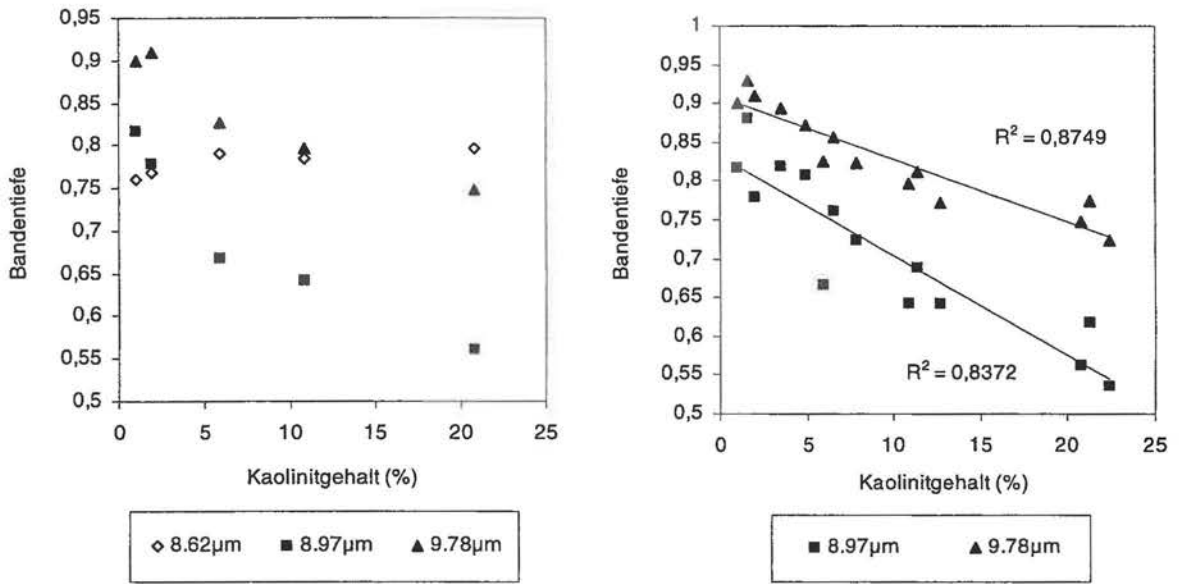 0,95
0,9
0,85
0,8
0,75
0,7
0,65
0,6
0,55
0,5
Bandentiefe
0 5 10 15 20 25
Kaolinitgehalt (%)
8.62µm 8.97µm 9.78µm
1
0,95
0,9
0,85
0,8
0,75
0,7
0,65
0,6
0,55
0,5
Bandentiefe
R² = 0,8749
R² = 0,8372
0 5 10 15 20 25
Kaolinitgehalt (%)
8.97µm 9.78µm